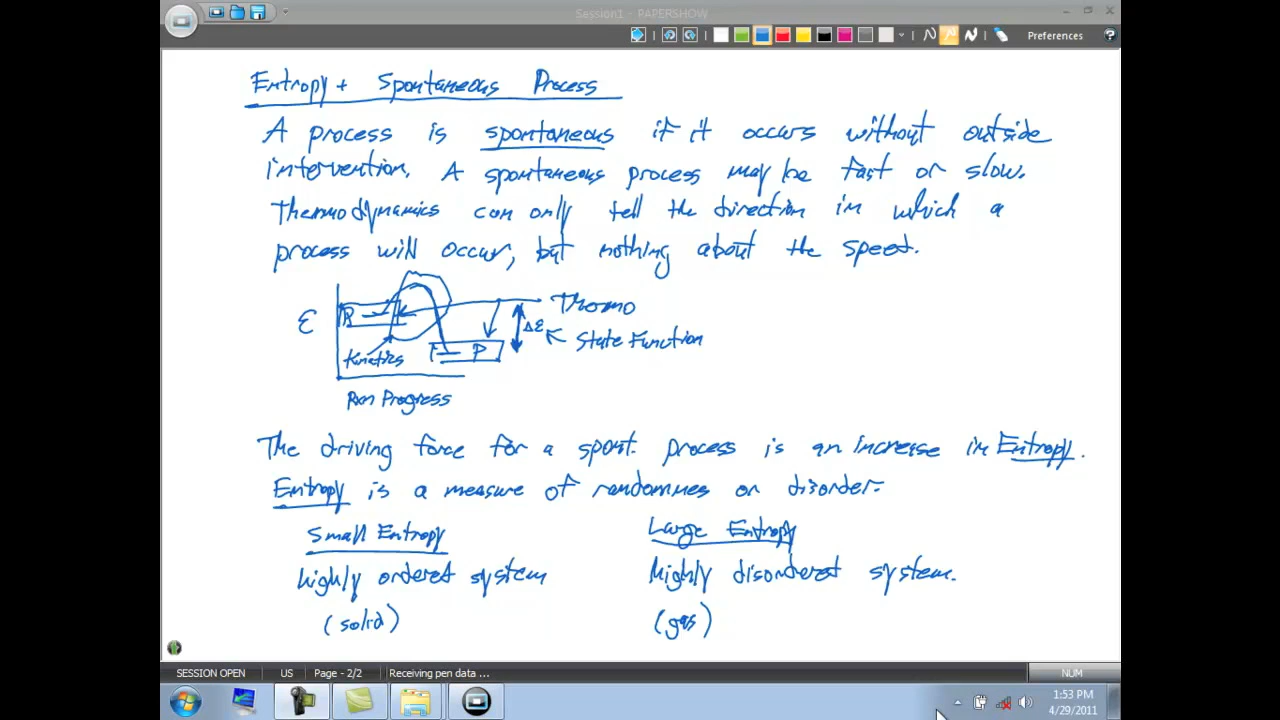 Session1 - PAPERSHOW
Preferences
Entropy + Spontaneous Process
A process is spontaneous if it occurs without outside
intervention. A spontaneous process may be fast or slow.
Thermodynamics can only tell the direction in which a
process will occur, but nothing about the speed.
E
R
Thermo
ΔE
State Function
Kinetics
P
Rxn Progress
The driving force for a spont. process is an increase in Entropy.
Entropy is a measure of randomness or disorder.
Small Entropy
Large Entropy
highly ordered system
highly disordered system.
(solid)
(gas)
SESSION OPEN
US
Page - 2/2
Receiving pen data ...
NUM
1:53 PM
4/29/2011